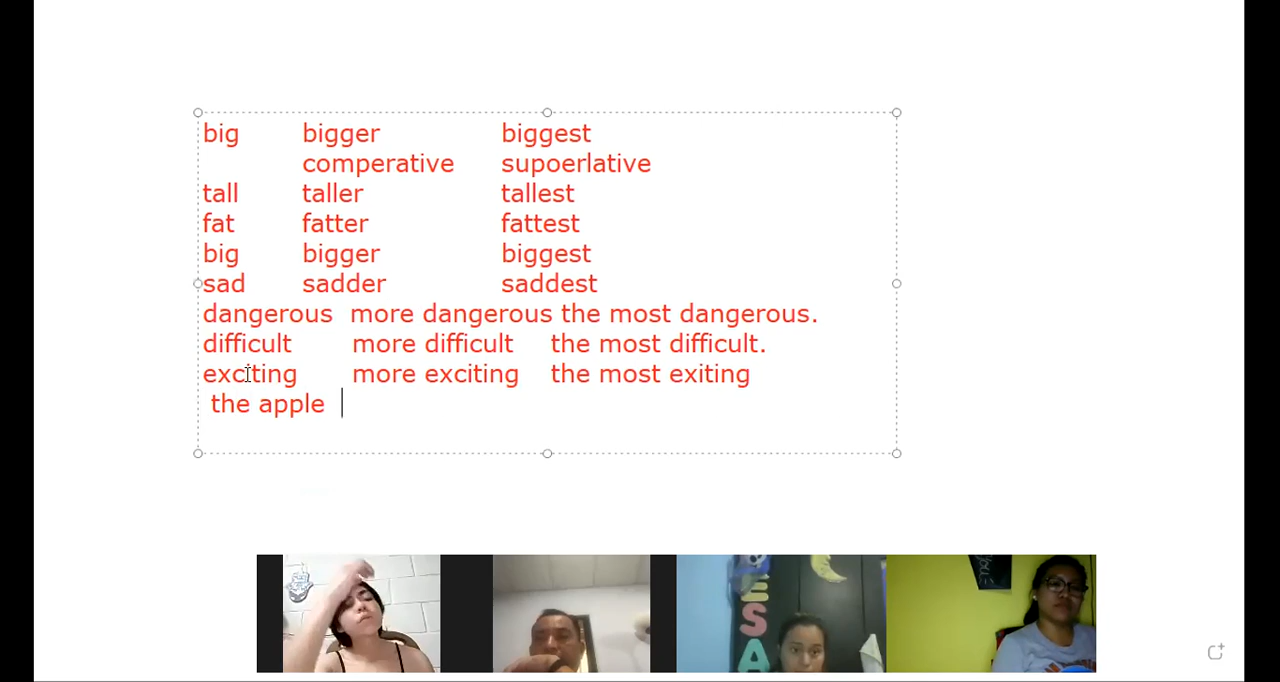 big bigger biggest
comperative supoerlative
tall taller tallest
fat fatter fattest
big bigger biggest
sad sadder saddest
dangerous more dangerous the most dangerous.
difficult more difficult the most difficult.
exciting more exciting the most exiting
the apple
ESA